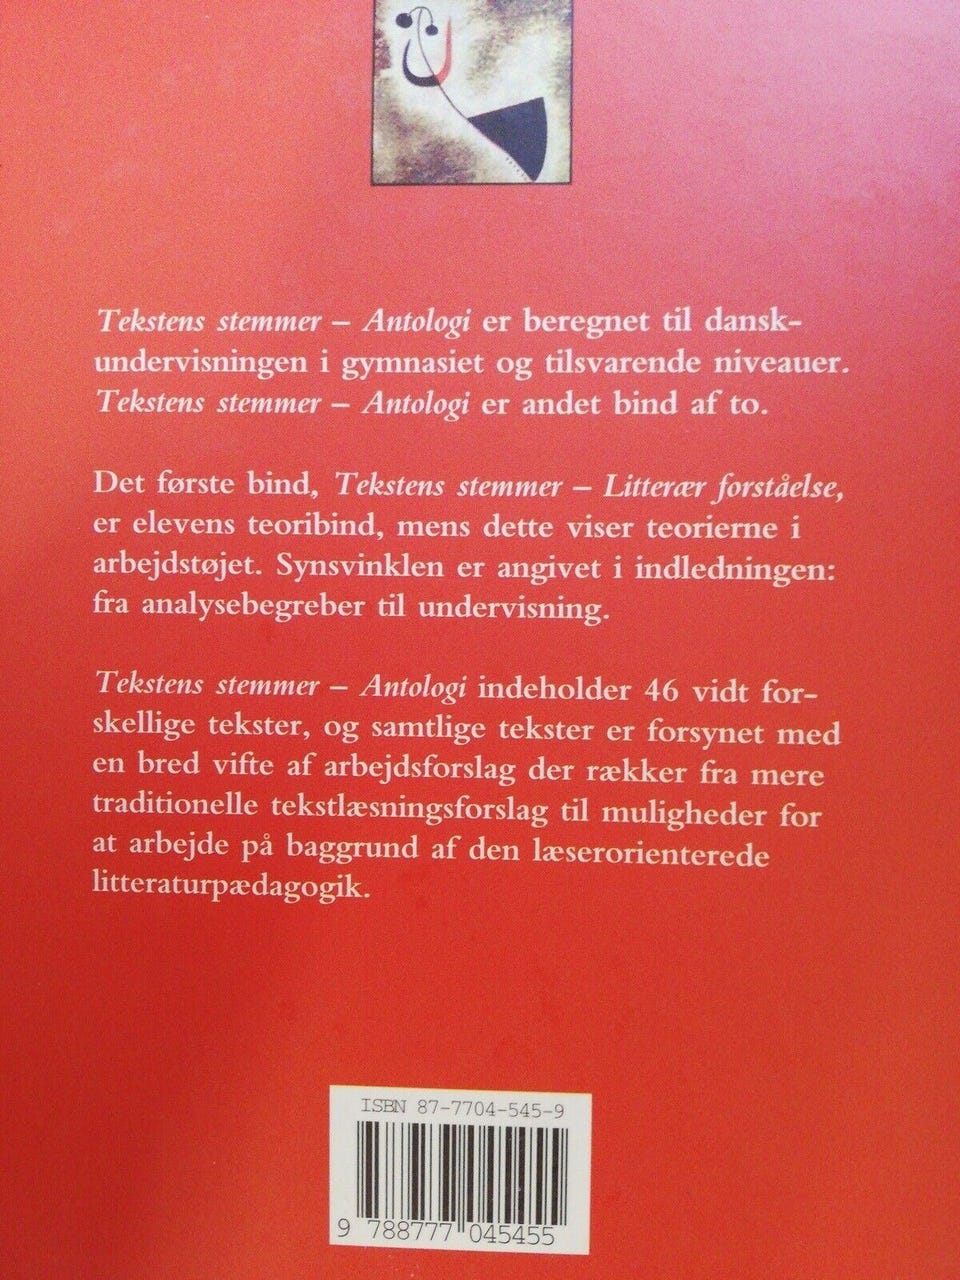 Tekstens stemmer – Antologi er beregnet til dansk-
undervisningen i gymnasiet og tilsvarende niveauer.
Tekstens stemmer – Antologi er andet bind af to.
Det første bind, Tekstens stemmer – Litterær forståelse,
er elevens teoribind, mens dette viser teorierne i
arbejdstøjet. Synsvinklen er angivet i indledningen:
fra analysebegreber til undervisning.
Tekstens stemmer – Antologi indeholder 46 vidt for-
skellige tekster, og samtlige tekster er forsynet med
en bred vifte af arbejdsforslag der rækker fra mere
traditionelle tekstlæsningsforslag til muligheder for
at arbejde på baggrund af den læserorienterede
litteraturpædagogik.
ISBN 87-7704-545-9
9 788777 045455